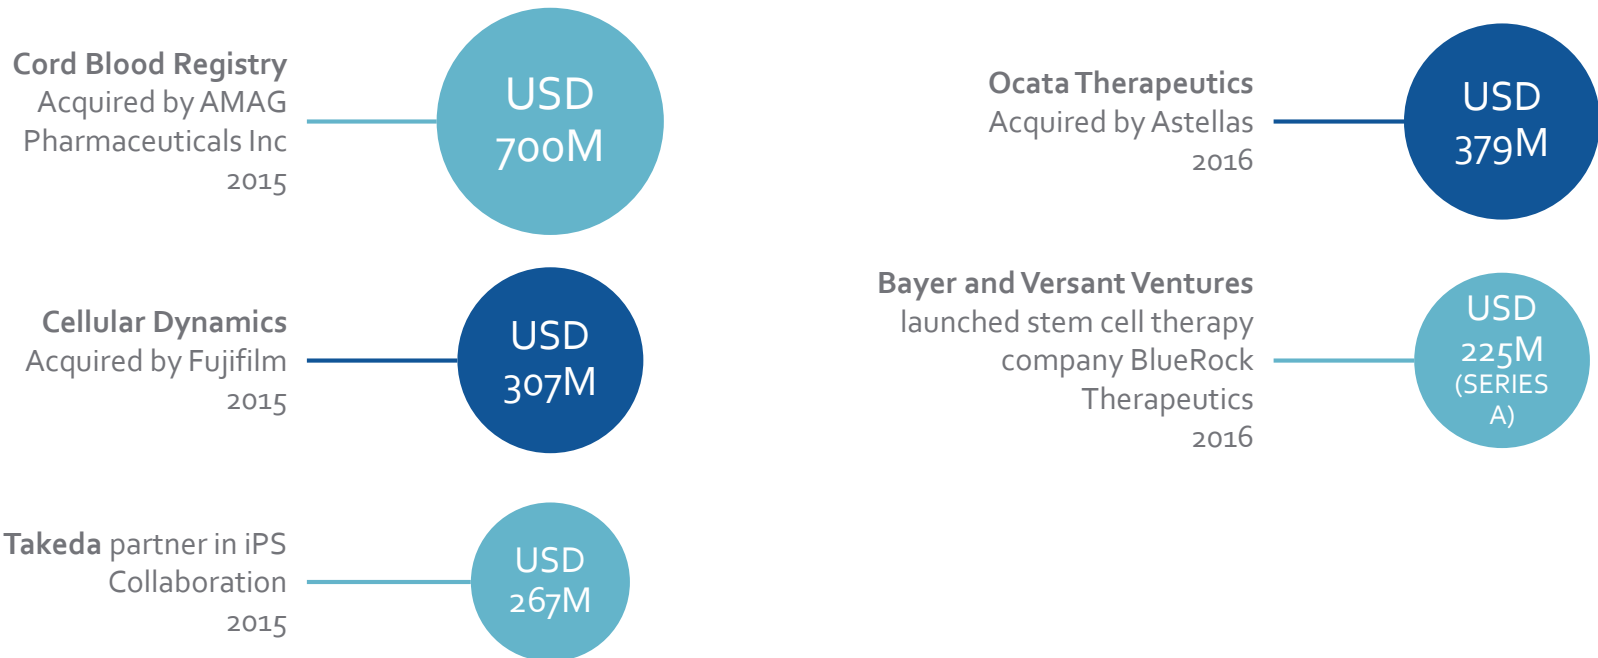 Cord Blood Registry
Acquired by AMAG
Pharmaceuticals Inc
2015
USD
700M
Cellular Dynamics
Acquired by Fujifilm
2015
USD
307M
Takeda partner in iPS
Collaboration
2015
USD
267M
Ocata Therapeutics
Acquired by Astellas
2016
USD
379M
Bayer and Versant Ventures
launched stem cell therapy
company BlueRock
Therapeutics
2016
USD
225M
(SERIES
A)